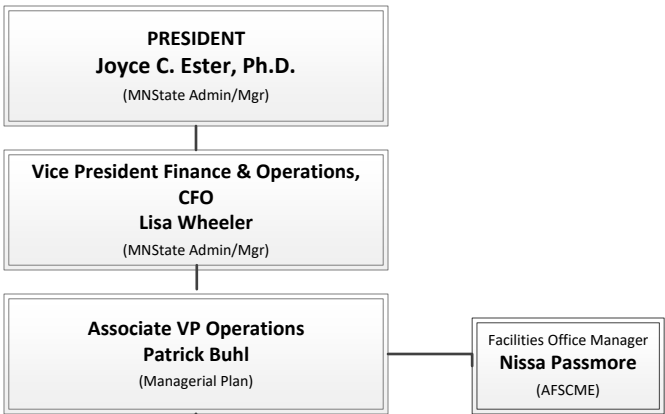 PRESIDENT
Joyce C. Ester, Ph.D.
(MNState Admin/Mgr)
Vice President Finance & Operations,
CFO
Lisa Wheeler
(MNState Admin/Mgr)
Associate VP Operations
Patrick Buhl
(Managerial Plan)
Facilities Office Manager
Nissa Passmore
(AFSCME)